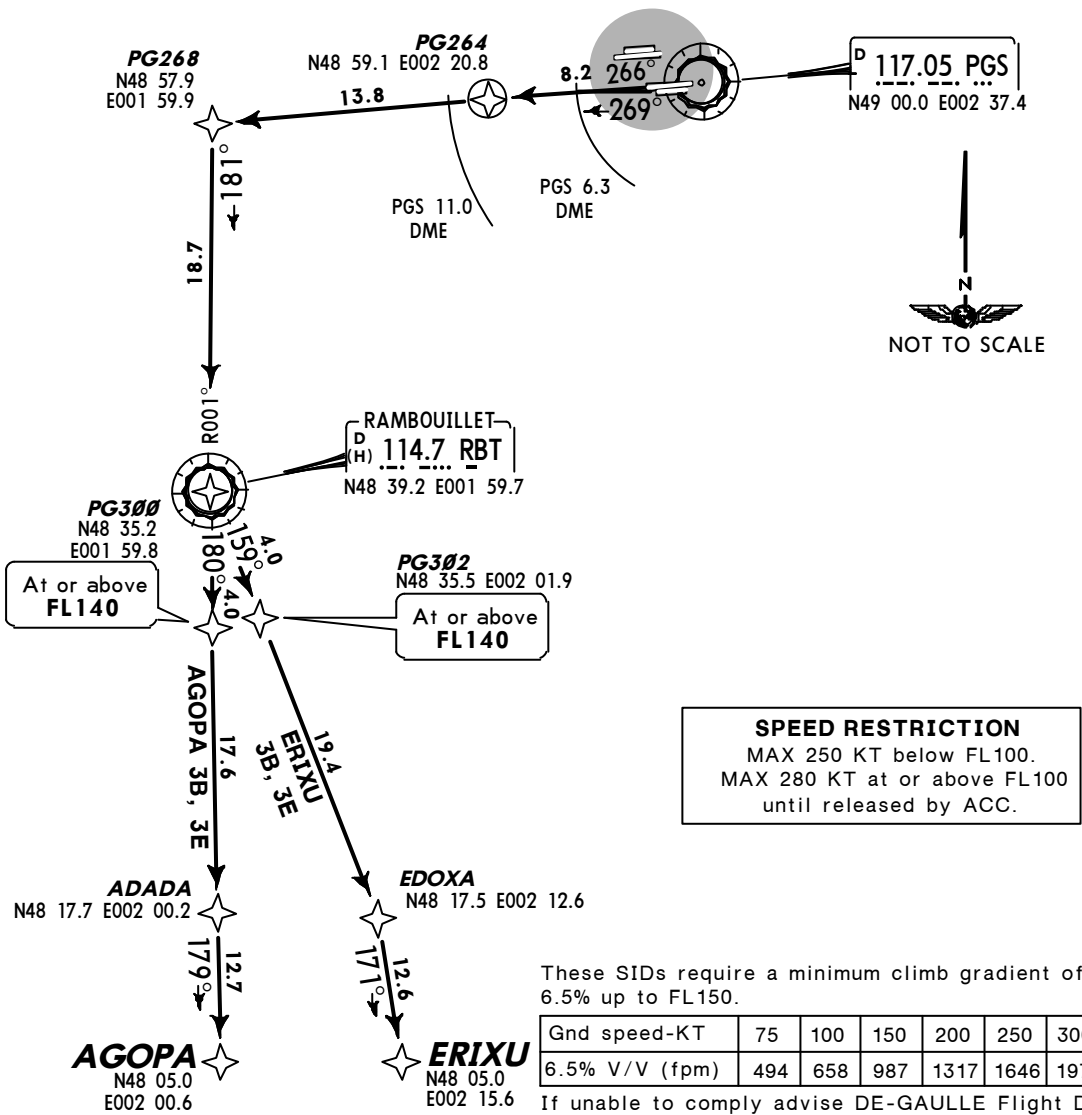 PG268
N48 57.9
E001 59.9
PG264
N48 59.1 E002 20.8
13.8
8.2
266°
269°
D 117.05 PGS
N49 00.0 E002 37.4
PGS 11.0
DME
PGS 6.3
DME
N
NOT TO SCALE
181°
18.7
R001°
RAMBOUILLET
D
(H) 114.7 RBT
N48 39.2 E001 59.7
PG3ØØ
N48 35.2
E001 59.8
180°
4.0
159°
4.0
At or above
FL140
PG3Ø2
N48 35.5 E002 01.9
At or above
FL140
AGOPA 3B, 3E
17.6
ERIXU
3B, 3E
19.4
SPEED RESTRICTION
MAX 250 KT below FL100.
MAX 280 KT at or above FL100
until released by ACC.
ADADA
N48 17.7 E002 00.2
EDOXA
N48 17.5 E002 12.6
179°
12.7
171°
12.6
AGOPA
N48 05.0
E002 00.6
ERIXU
N48 05.0
E002 15.6
These SIDs require a minimum climb gradient of
6.5% up to FL150.
Gnd speed-KT 75 100 150 200 250
6.5% V/V (fpm) 494 658 987 1317 1646
If unable to comply advise DE-GAULLE Flight